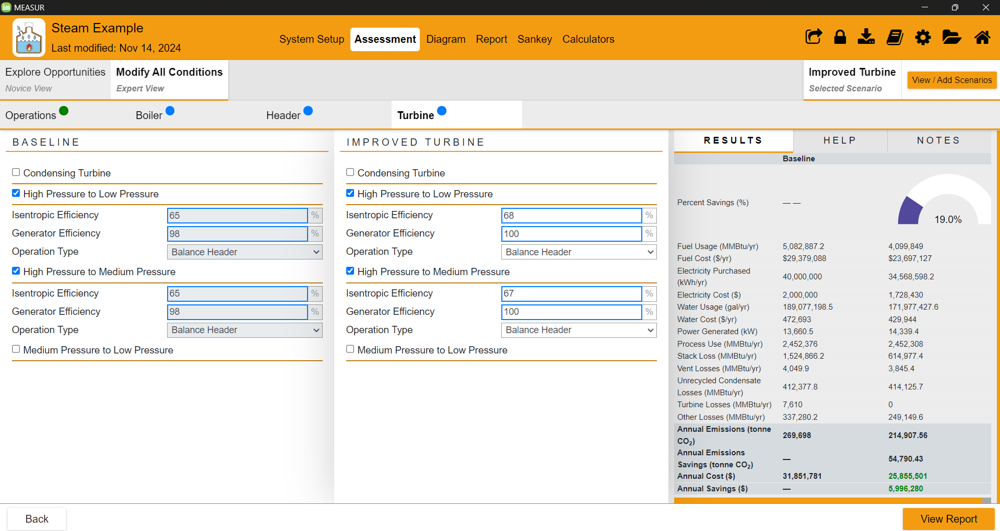 MEASUR
Steam Example
Last modified: Nov 14, 2024
System Setup Assessment Diagram Report Sankey Calculators
Explore Opportunities
Novice View
Modify All Conditions
Expert View
Improved Turbine
Selected Scenario
View / Add Scenarios
Operations Boiler Header Turbine
BASELINE
Condensing Turbine
High Pressure to Low Pressure
Isentropic Efficiency 65 %
Generator Efficiency 98 %
Operation Type Balance Header
High Pressure to Medium Pressure
Isentropic Efficiency 65 %
Generator Efficiency 98 %
Operation Type Balance Header
Medium Pressure to Low Pressure
IMPROVED TURBINE
Condensing Turbine
High Pressure to Low Pressure
Isentropic Efficiency 68 %
Generator Efficiency 100 %
Operation Type Balance Header
High Pressure to Medium Pressure
Isentropic Efficiency 67 %
Generator Efficiency 100 %
Operation Type Balance Header
Medium Pressure to Low Pressure
RESULTS HELP NOTES
Baseline
Percent Savings (%) — — 19.0%
Fuel Usage (MMBtu/yr) 5,082,887.2 4,099,849
Fuel Cost ($/yr) $29,379,088 $23,697,127
Electricity Purchased
(kWh/yr) 40,000,000 34,568,598.2
Electricity Cost ($) 2,000,000 1,728,430
Water Usage (gal/yr) 189,077,198.5 171,977,427.6
Water Cost ($/yr) 472,693 429,944
Power Generated (kW) 13,660.5 14,339.4
Process Use (MMBtu/yr) 2,452,376 2,452,308
Stack Loss (MMBtu/yr) 1,524,866.2 614,977.4
Vent Losses (MMBtu/yr) 4,049.9 3,845.4
Unrecycled Condensate
Losses (MMBtu/yr) 412,377.8 414,125.7
Turbine Losses (MMBtu/yr) 7,610 0
Other Losses (MMBtu/yr) 337,280.2 249,149.6
Annual Emissions (tonne
CO₂) 269,698 214,907.56
Annual Emissions
Savings (tonne CO₂) — 54,790.43
Annual Cost ($) 31,851,781 25,855,501
Annual Savings ($) — 5,996,280
Back
View Report